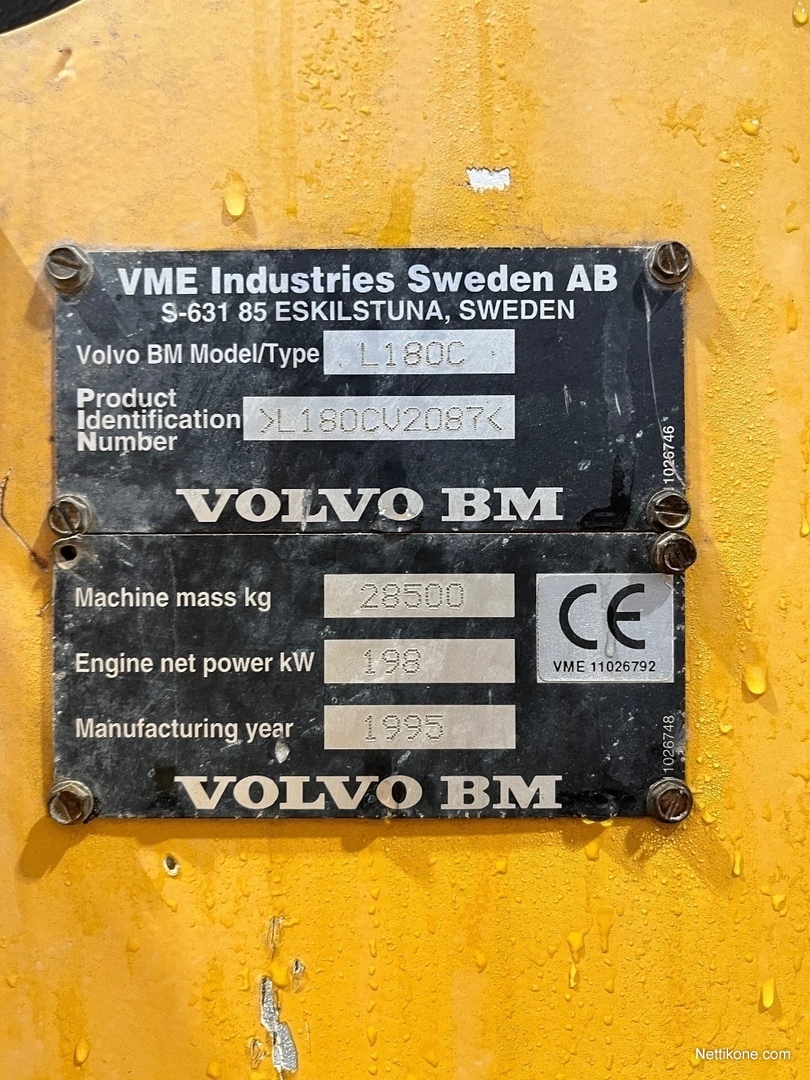 VME Industries Sweden AB
S-631 85 ESKILSTUNA, SWEDEN
Volvo BM Model/Type L180C
Product
Identification >L180CV2087<
Number
1026746
VOLVO BM
Machine mass kg 28500
CE
Engine net power kW 198
VME 11026792
Manufacturing year 1995
1026748
VOLVO BM
Nettikone.com